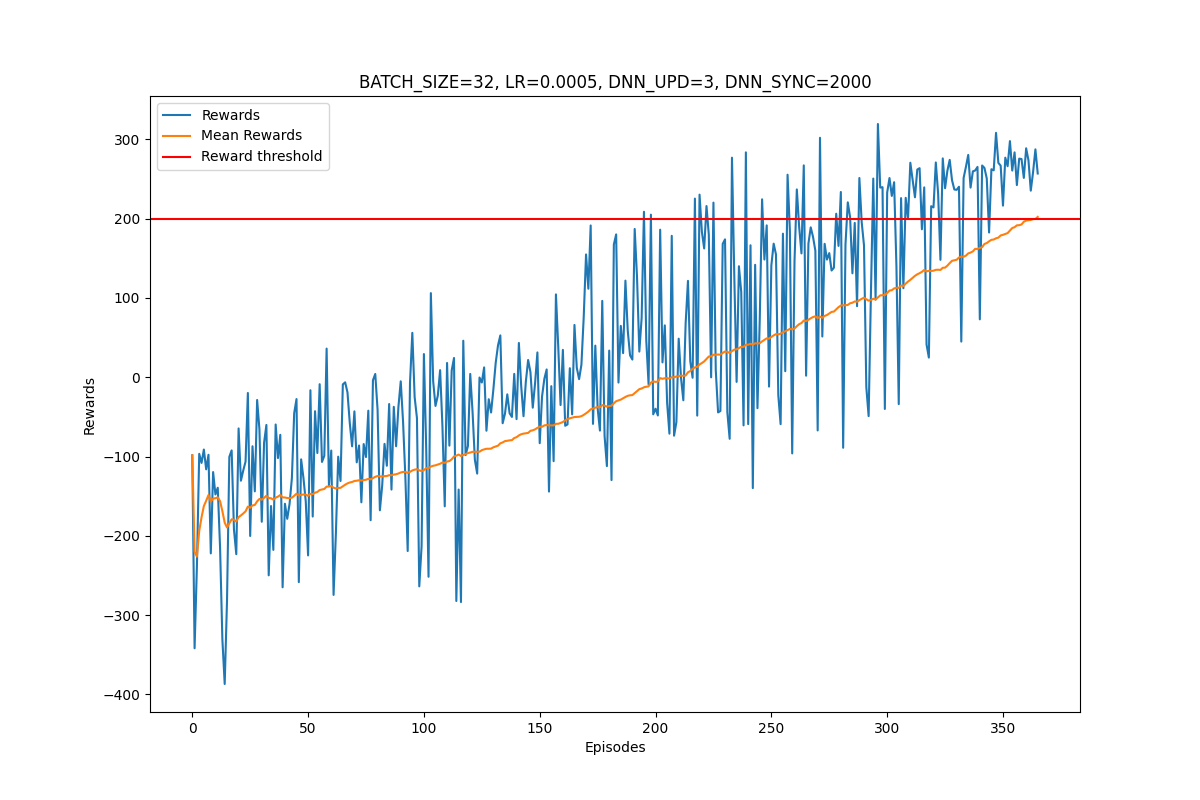 BATCH_SIZE=32, LR=0.0005, DNN_UPD=3, DNN_SYNC=2000
Rewards
Mean Rewards
Reward threshold
300
200
100
0
−100
−200
−300
−400
Rewards
0 50 100 150 200 250 300 350
Episodes